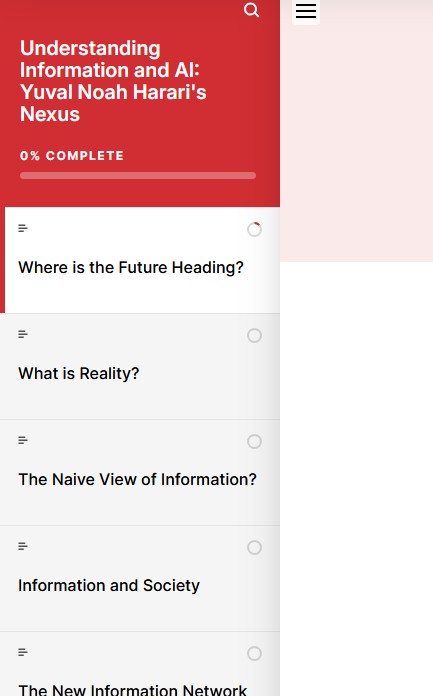 Understanding
Information and AI:
Yuval Noah Harari's
Nexus
0% COMPLETE
Where is the Future Heading?
What is Reality?
The Naive View of Information?
Information and Society
The New Information Network